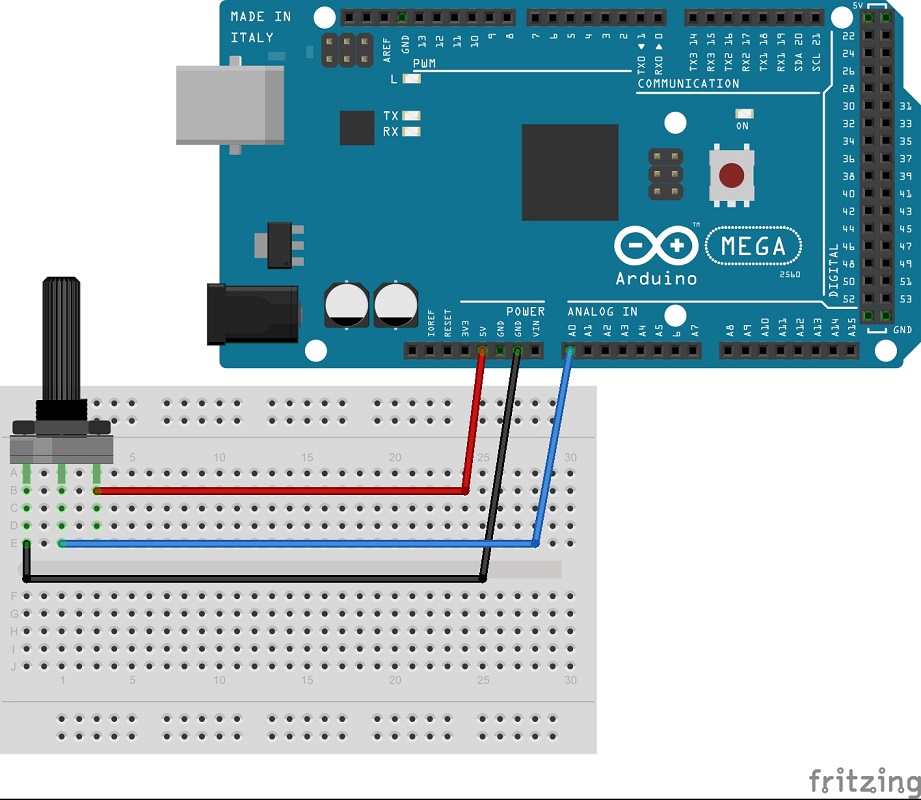 MADE IN
ITALY
AREF
GND
13
12
11
10
9
8
7
6
5
4
3
2
TX0 1
RX0 0
TX3 14
RX3 15
TX2 16
RX2 17
TX1 18
RX1 19
SDA 20
SCL 21
5V
PWM
COMMUNICATION
L
TX
RX
ON
22
24
26
28
30 31
32 33
34 35
36 37
38 39
40 41
42 43
44 45
46 47
48 49
50 51
52 53
GND
DIGITAL
MEGA
2560
TM
Arduino
POWER
ANALOG IN
IOREF
RESET
3V3
5V
GND
GND
VIN
A0
A1
A2
A3
A4
A5
6
A7
A8
A9
A10
A11
A12
A13
A14
A15
5 10 15 20 25 30
A
B
C
D
E
F
G
H
I
J
1 5 10 15 20 25 30
fritzing